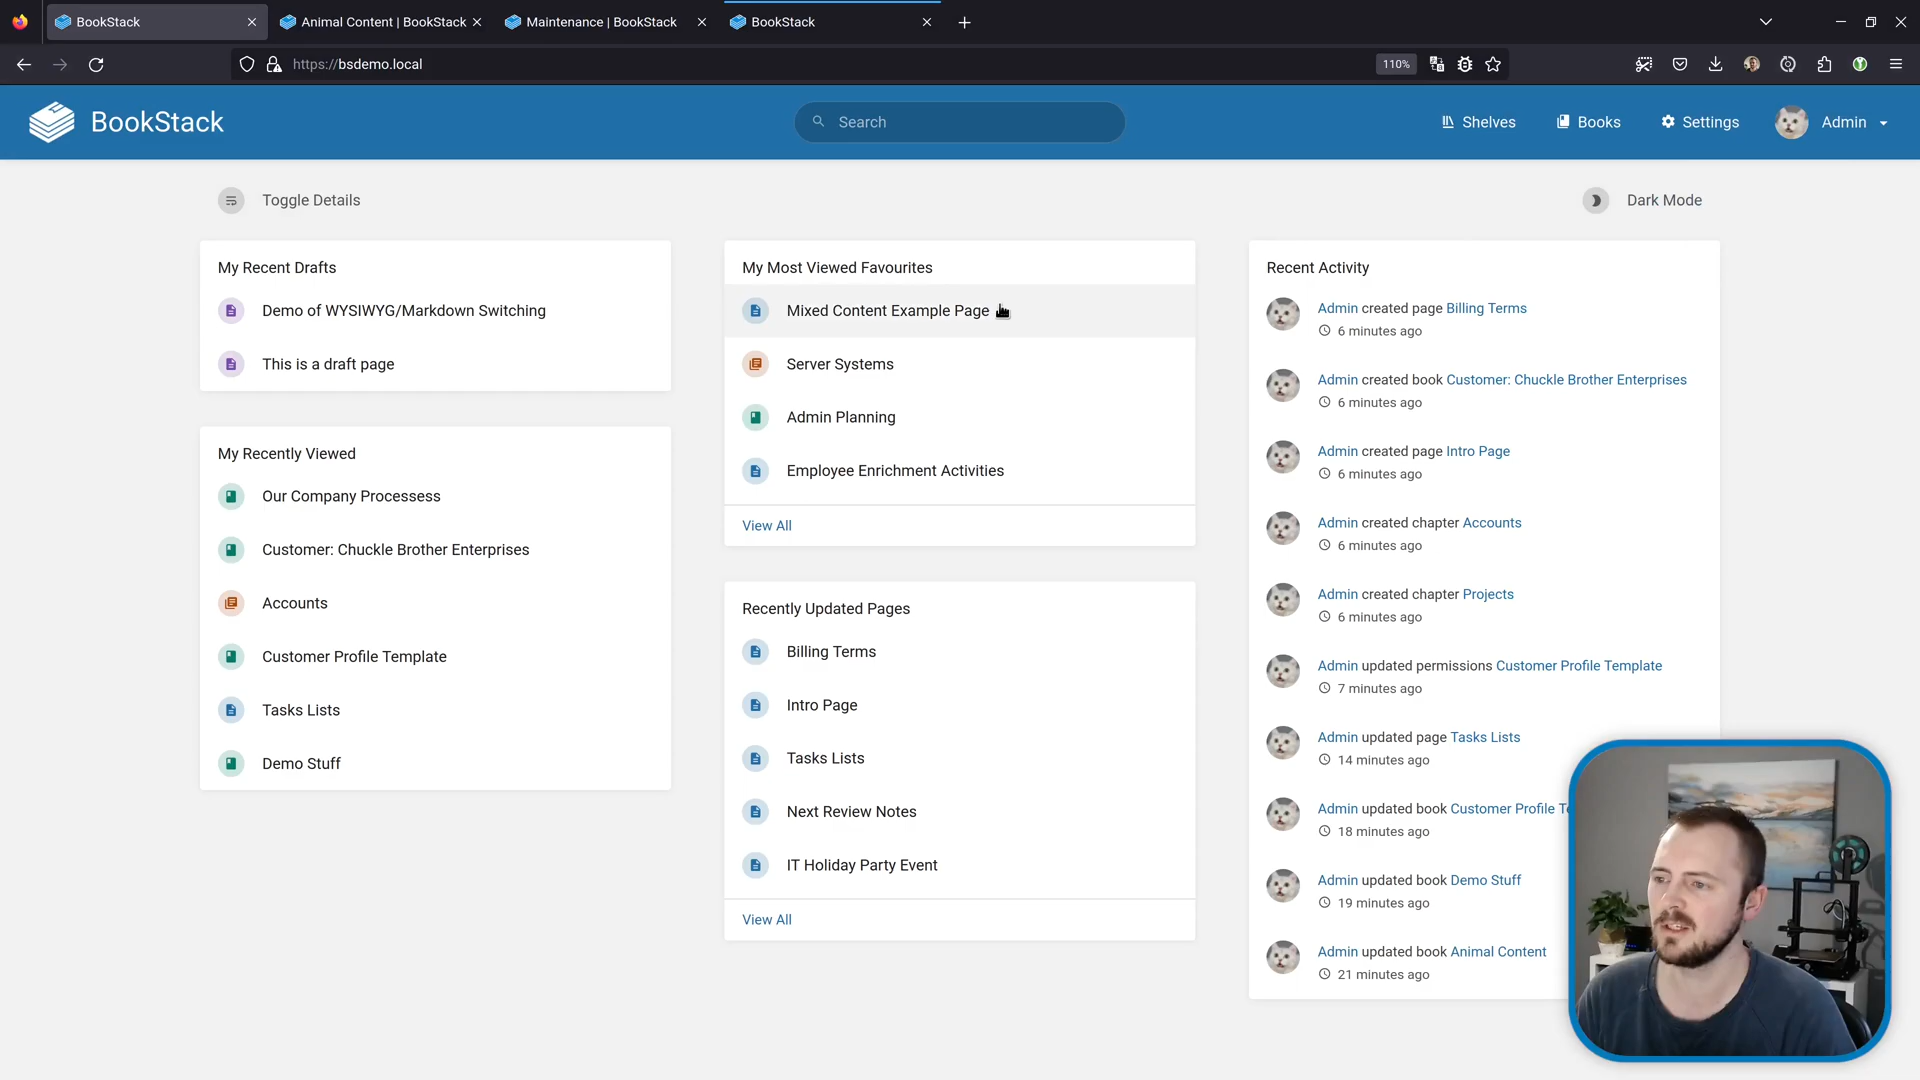 BookStack
Animal Content | BookStack
Maintenance | BookStack
BookStack
https://bsdemo.local
110%
BookStack
Search
Shelves
Books
Settings
Admin
Toggle Details
Dark Mode
My Recent Drafts
Demo of WYSIWYG/Markdown Switching
This is a draft page
My Recently Viewed
Our Company Processess
Customer: Chuckle Brother Enterprises
Accounts
Customer Profile Template
Tasks Lists
Demo Stuff
My Most Viewed Favourites
Mixed Content Example Page
Server Systems
Admin Planning
Employee Enrichment Activities
View All
Recently Updated Pages
Billing Terms
Intro Page
Tasks Lists
Next Review Notes
IT Holiday Party Event
View All
Recent Activity
Admin created page Billing Terms
6 minutes ago
Admin created book Customer: Chuckle Brother Enterprises
6 minutes ago
Admin created page Intro Page
6 minutes ago
Admin created chapter Accounts
6 minutes ago
Admin created chapter Projects
6 minutes ago
Admin updated permissions Customer Profile Template
7 minutes ago
Admin updated page Tasks Lists
14 minutes ago
Admin updated book Customer Profile
18 minutes ago
Admin updated book Demo Stuff
19 minutes ago
Admin updated book Animal Content
21 minutes ago